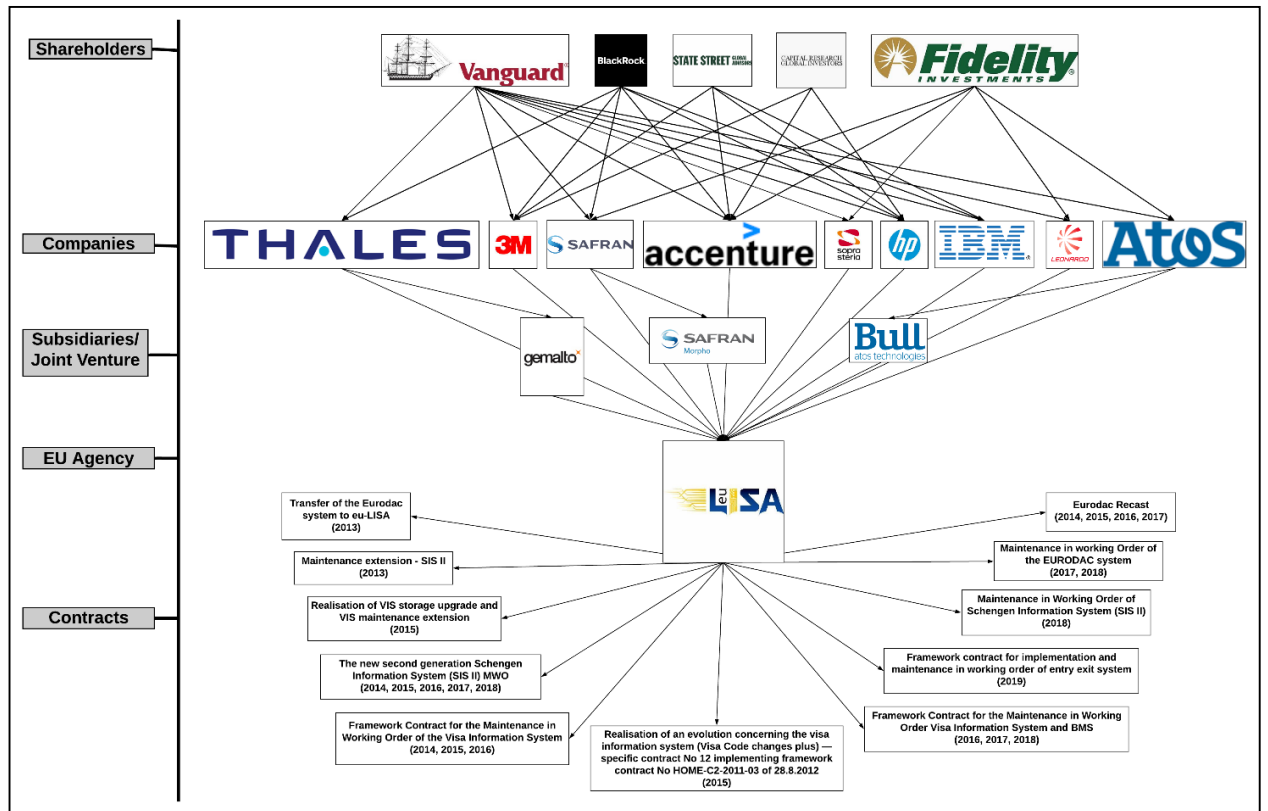 Shareholders
Vanguard®
BlackRock.
STATE STREET GLOBAL ADVISORS
CAPITAL RESEARCH
GLOBAL INVESTORS
Fidelity®
INVESTMENTS
Companies
THALES
3M
SAFRAN
accenture
sopra
steria
hp
IBM®
LEONARDO
Atos
Subsidiaries/
Joint Venture
gemalto
SAFRAN
Morpho
Bull
atos technologies
EU Agency
eu LISA
Contracts
Transfer of the Eurodac
system to eu-LISA
(2013)
Eurodac Recast
(2014, 2015, 2016, 2017)
Maintenance extension - SIS II
(2013)
Maintenance in working Order of
the EURODAC system
(2017, 2018)
Realisation of VIS storage upgrade and
VIS maintenance extension
(2015)
Maintenance in Working Order of
Schengen Information System (SIS II)
(2018)
The new second generation Schengen
Information System (SIS II) MWO
(2014, 2015, 2016, 2017, 2018)
Framework contract for implementation and
maintenance in working order of entry exit system
(2019)
Framework Contract for the Maintenance in
Working Order of the Visa Information System
(2014, 2015, 2016)
Realisation of an evolution concerning the visa
information system (Visa Code changes plus) —
specific contract No 12 implementing framework
contract No HOME-C2-2011-03 of 28.8.2012
(2015)
Framework Contract for the Maintenance in Working
Order Visa Information System and BMS
(2016, 2017, 2018)